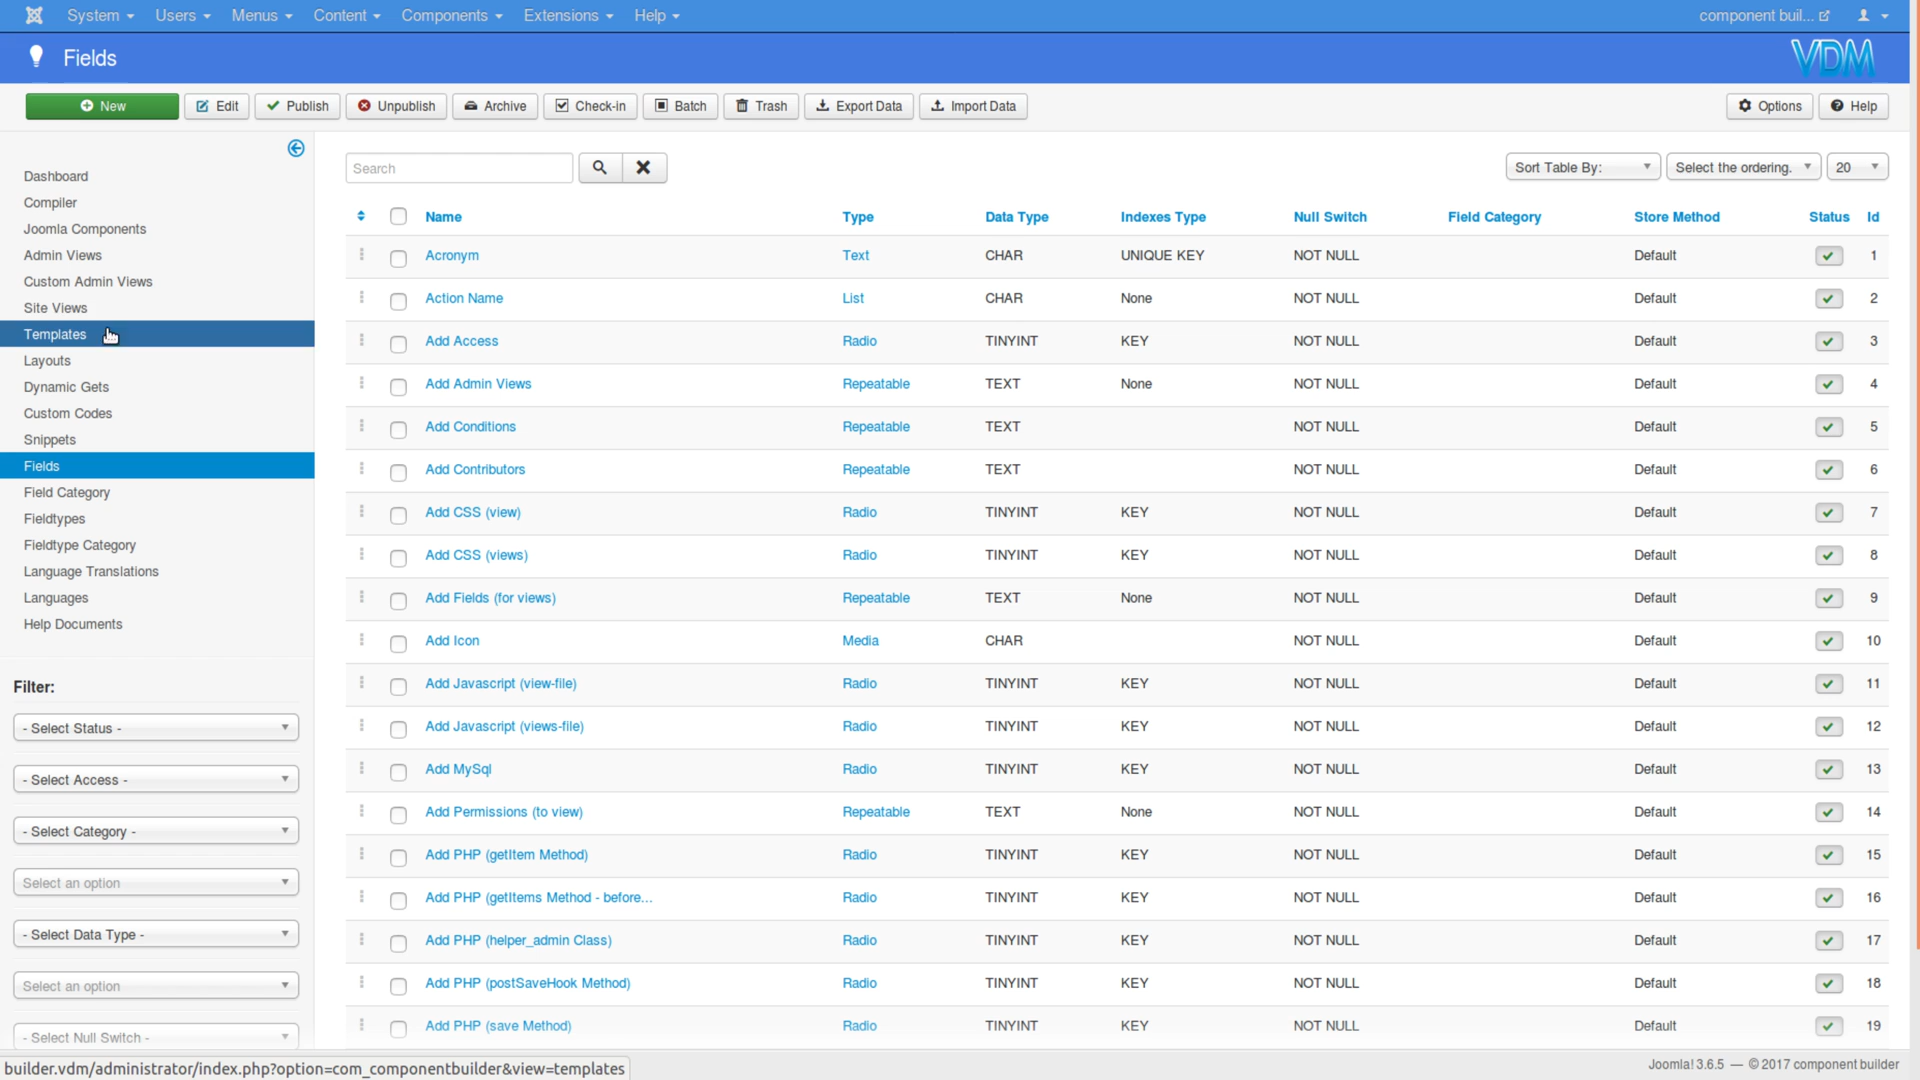 System Users Menus Content Components Extensions Help component buil...
Fields VDM
New Edit Publish Unpublish Archive Check-in Batch Trash Export Data Import Data Options Help
Dashboard
Compiler
Joomla Components
Admin Views
Custom Admin Views
Site Views
Templates
Layouts
Dynamic Gets
Custom Codes
Snippets
Fields
Field Category
Fieldtypes
Fieldtype Category
Language Translations
Languages
Help Documents
Filter:
- Select Status -
- Select Access -
- Select Category -
Select an option
- Select Data Type -
Select an option
- Select Null Switch -
Search Sort Table By: Select the ordering. 20
Name Type Data Type Indexes Type Null Switch Field Category Store Method Status Id
Acronym Text CHAR UNIQUE KEY NOT NULL Default 1
Action Name List CHAR None NOT NULL Default 2
Add Access Radio TINYINT KEY NOT NULL Default 3
Add Admin Views Repeatable TEXT None NOT NULL Default 4
Add Conditions Repeatable TEXT NOT NULL Default 5
Add Contributors Repeatable TEXT NOT NULL Default 6
Add CSS (view) Radio TINYINT KEY NOT NULL Default 7
Add CSS (views) Radio TINYINT KEY NOT NULL Default 8
Add Fields (for views) Repeatable TEXT None NOT NULL Default 9
Add Icon Media CHAR NOT NULL Default 10
Add Javascript (view-file) Radio TINYINT KEY NOT NULL Default 11
Add Javascript (views-file) Radio TINYINT KEY NOT NULL Default 12
Add MySql Radio TINYINT KEY NOT NULL Default 13
Add Permissions (to view) Repeatable TEXT None NOT NULL Default 14
Add PHP (getItem Method) Radio TINYINT KEY NOT NULL Default 15
Add PHP (getItems Method - before... Radio TINYINT KEY NOT NULL Default 16
Add PHP (helper_admin Class) Radio TINYINT KEY NOT NULL Default 17
Add PHP (postSaveHook Method) Radio TINYINT KEY NOT NULL Default 18
Add PHP (save Method) Radio TINYINT KEY NOT NULL Default 19
builder.vdm/administrator/index.php?option=com_componentbuilder&view=templates
Joomla! 3.6.5 — © 2017 component builder